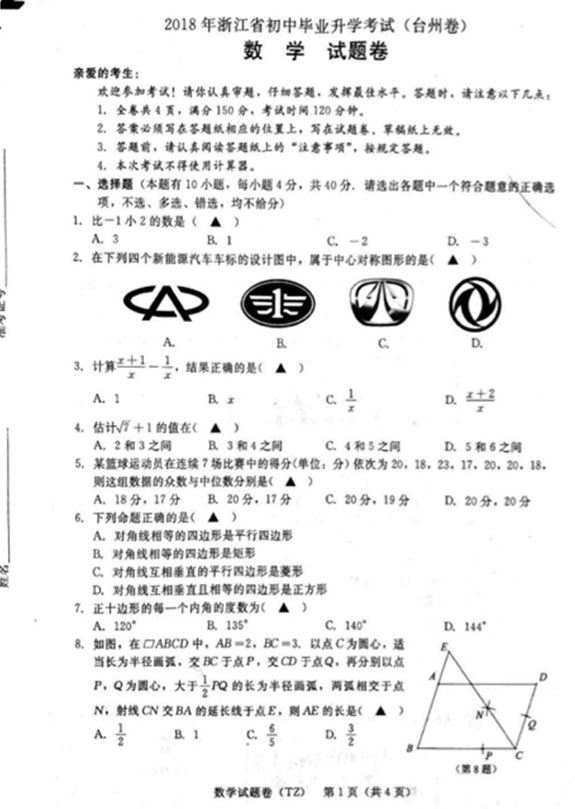 2018年浙江省初中毕业升学考试（台州卷）
数 学 试题卷
亲爱的考生：
欢迎参加考试！请你认真审题，仔细答题，发挥最佳水平。答题时，请注意以下几点：
1. 全卷共4页，满分150分，考试时间120分钟。
2. 答案必须写在答题纸相应的位置上，写在试题卷、草稿纸上无效。
3. 答题前，请认真阅读答题纸上的“注意事项”，按规定答题。
4. 本次考试不得使用计算器。
一、选择题（本题有10小题，每小题4分，共40分. 请选出各题中一个符合题意的正确选
项，不选、多选、错选，均不给分）
1. 比－1小2的数是（ ▲ ）
A. 3 B. 1 C. －2 D. －3
2. 在下列四个新能源汽车车标的设计图中，属于中心对称图形的是( ▲ )
A. B. C. D.
3. 计算 (x+1)/x － 1/x，结果正确的是( ▲ )
A. 1 B. x C. 1/x D. (x+2)/x
4. 估计√7 +1的值在( ▲ )
A. 2和3之间 B. 3和4之间 C. 4和5之间 D. 5和6之间
5. 某篮球运动员在连续7场比赛中的得分(单位：分)依次为20，18，23，17，20，20，18，
则这组数据的众数与中位数分别是( ▲ )
A. 18分，17分 B. 20分，17分 C. 20分，19分 D. 20分，20分
6. 下列命题正确的是( ▲ )
A. 对角线相等的四边形是平行四边形
B. 对角线相等的四边形是矩形
C. 对角线互相垂直的平行四边形是菱形
D. 对角线互相垂直且相等的四边形是正方形
7. 正十边形的每一个内角的度数为( ▲ )
A. 120° B. 135° C. 140° D. 144°
8. 如图，在▱ABCD中，AB=2，BC=3. 以点C为圆心，适
当长为半径画弧，交BC于点P，交CD于点Q，再分别以点
P，Q为圆心，大于1/2 PQ的长为半径画弧，两弧相交于点
N，射线CN交BA的延长线于点E，则AE的长是( ▲ )
A. 1/2 B. 1 C. 6/5 D. 3/2
E
A D
N Q
B P C
(第8题)
数学试题卷（TZ） 第1页（共4页）
姓名